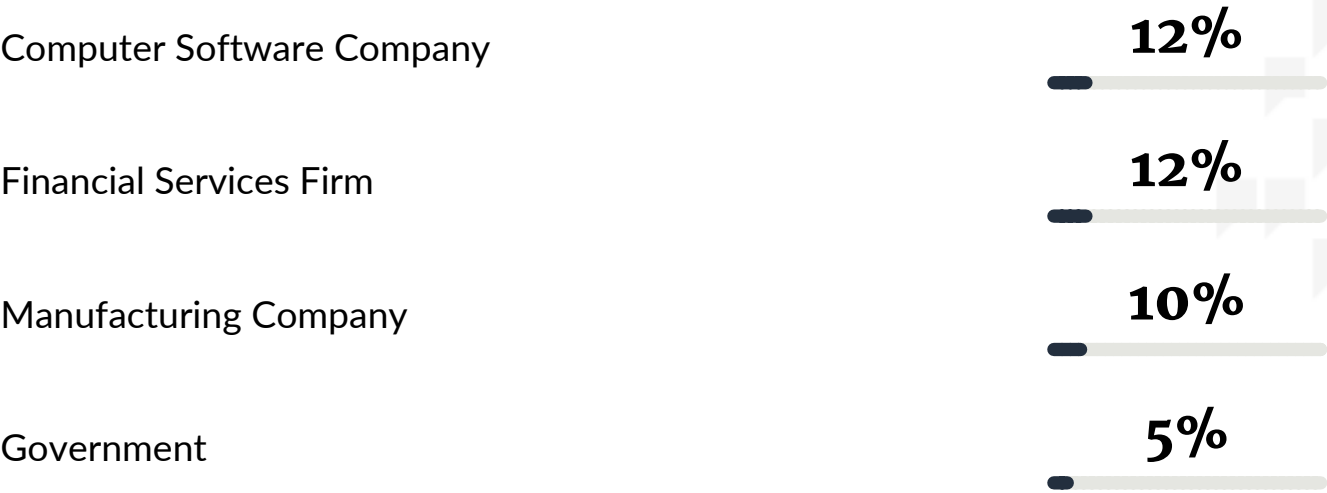 Computer Software Company 12%
Financial Services Firm 12%
Manufacturing Company 10%
Government 5%